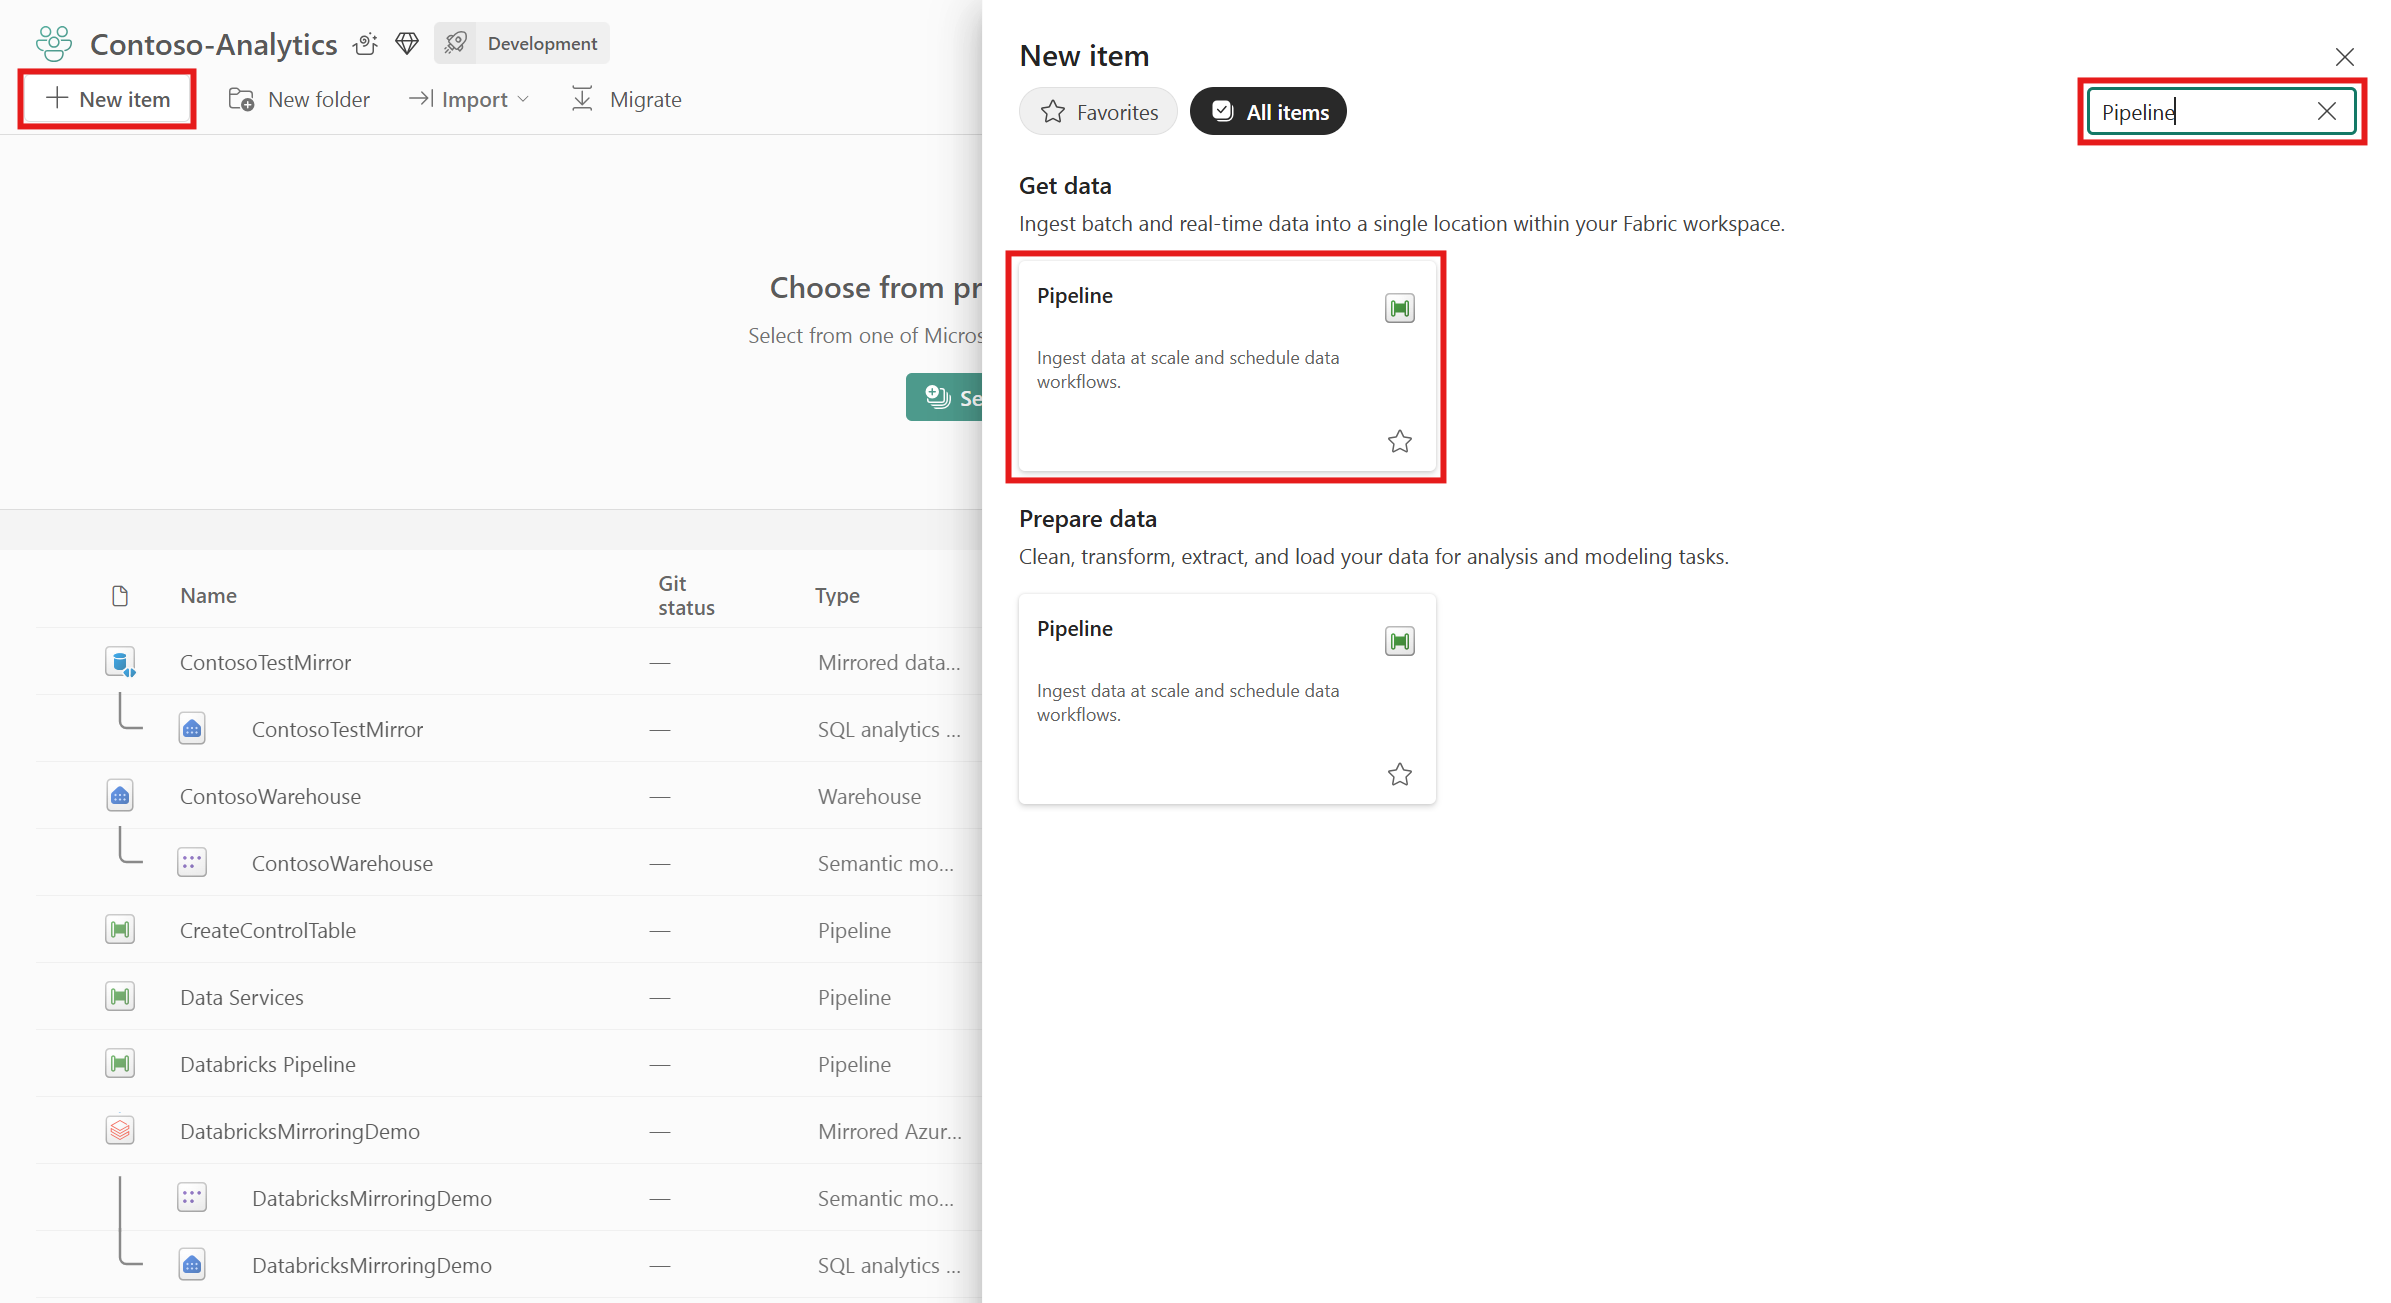 Contoso-Analytics
Development
New item
New folder
Import
Migrate
Choose from pr
Select from one of Micros
Se
Name
Git status
Type
ContosoTestMirror — Mirrored data...
ContosoTestMirror — SQL analytics ...
ContosoWarehouse — Warehouse
ContosoWarehouse — Semantic mo...
CreateControlTable — Pipeline
Data Services — Pipeline
Databricks Pipeline — Pipeline
DatabricksMirroringDemo — Mirrored Azur...
DatabricksMirroringDemo — Semantic mo...
DatabricksMirroringDemo — SQL analytics ...
New item
Favorites
All items
Pipeline
Get data
Ingest batch and real-time data into a single location within your Fabric workspace.
Pipeline
Ingest data at scale and schedule data
workflows.
Prepare data
Clean, transform, extract, and load your data for analysis and modeling tasks.
Pipeline
Ingest data at scale and schedule data
workflows.